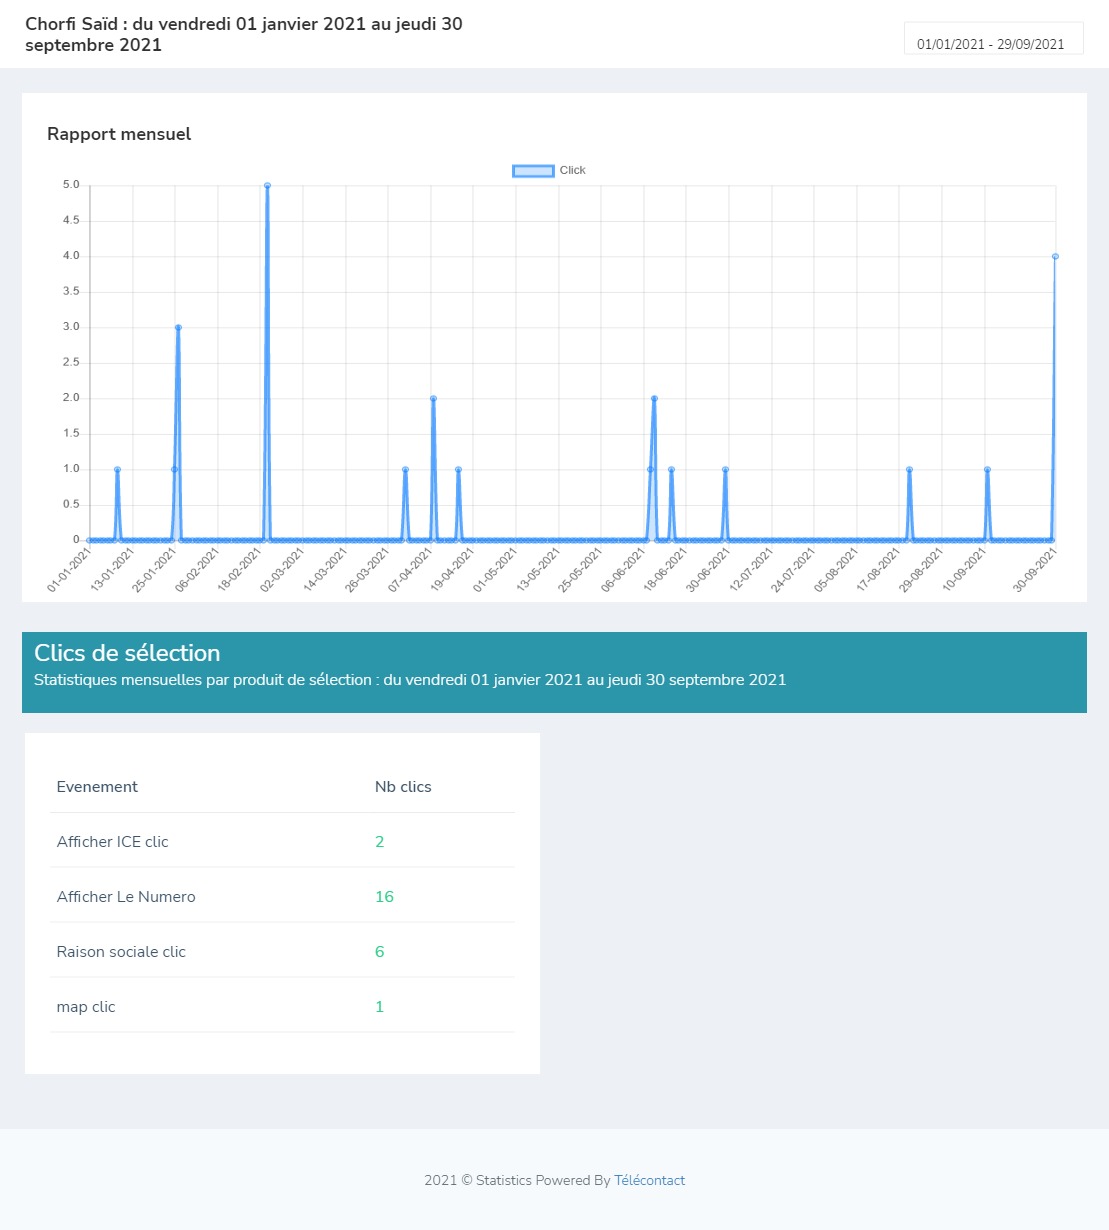 Chorfi Saïd : du vendredi 01 janvier 2021 au jeudi 30
septembre 2021
01/01/2021 - 29/09/2021
Rapport mensuel
Click
5.0
4.5
4.0
3.5
3.0
2.5
2.0
1.5
1.0
0.5
0
01-01-2021
13-01-2021
25-01-2021
06-02-2021
18-02-2021
02-03-2021
14-03-2021
26-03-2021
07-04-2021
19-04-2021
01-05-2021
13-05-2021
25-05-2021
06-06-2021
18-06-2021
30-06-2021
12-07-2021
24-07-2021
05-08-2021
17-08-2021
29-08-2021
10-09-2021
30-09-2021
Clics de sélection
Statistiques mensuelles par produit de sélection : du vendredi 01 janvier 2021 au jeudi 30 septembre 2021
Evenement Nb clics
Afficher ICE clic 2
Afficher Le Numero 16
Raison sociale clic 6
map clic 1
2021 © Statistics Powered By Télécontact